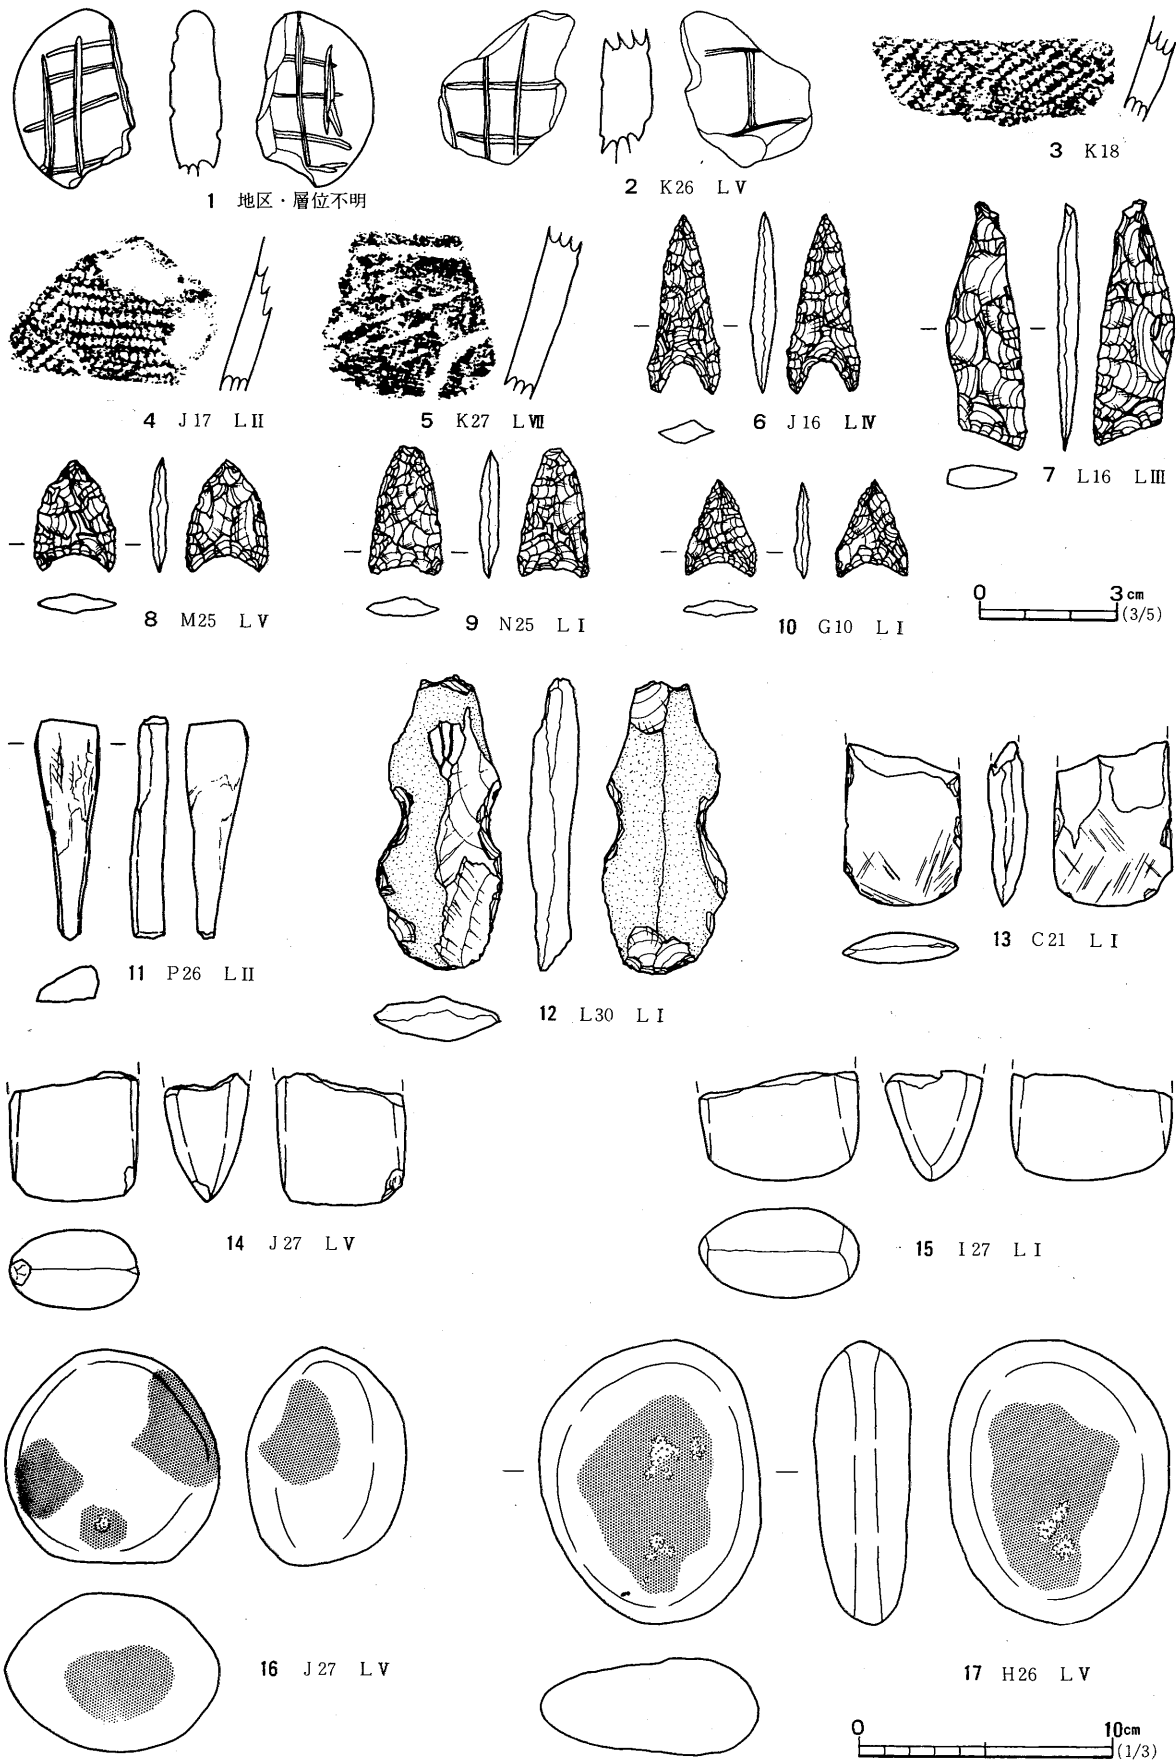 1 地区・層位不明
2 K26 LⅤ
3 K18
4 J17 LⅡ
5 K27 LⅦ
6 J16 LⅣ
7 L16 LⅢ
8 M25 LⅤ
9 N25 LⅠ
10 G10 LⅠ
0 3cm
(3/5)
11 P26 LⅡ
12 L30 LⅠ
13 C21 LⅠ
14 J27 LⅤ
15 I27 LⅠ
16 J27 LⅤ
17 H26 LⅤ
0 10cm
(1/3)